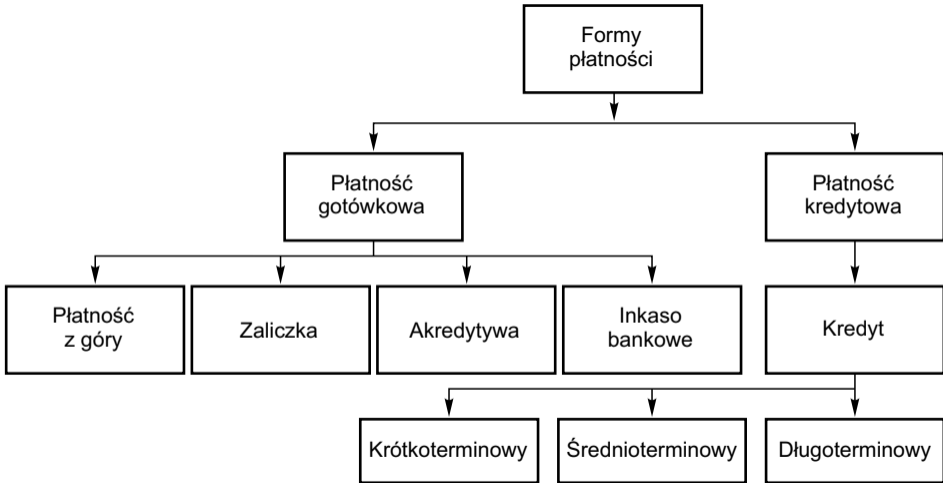 Formy
płatności
Płatność
gotówkowa
Płatność
kredytowa
Płatność
z góry
Zaliczka
Akredytywa
Inkaso
bankowe
Kredyt
Krótkoterminowy
Średnioterminowy
Długoterminowy